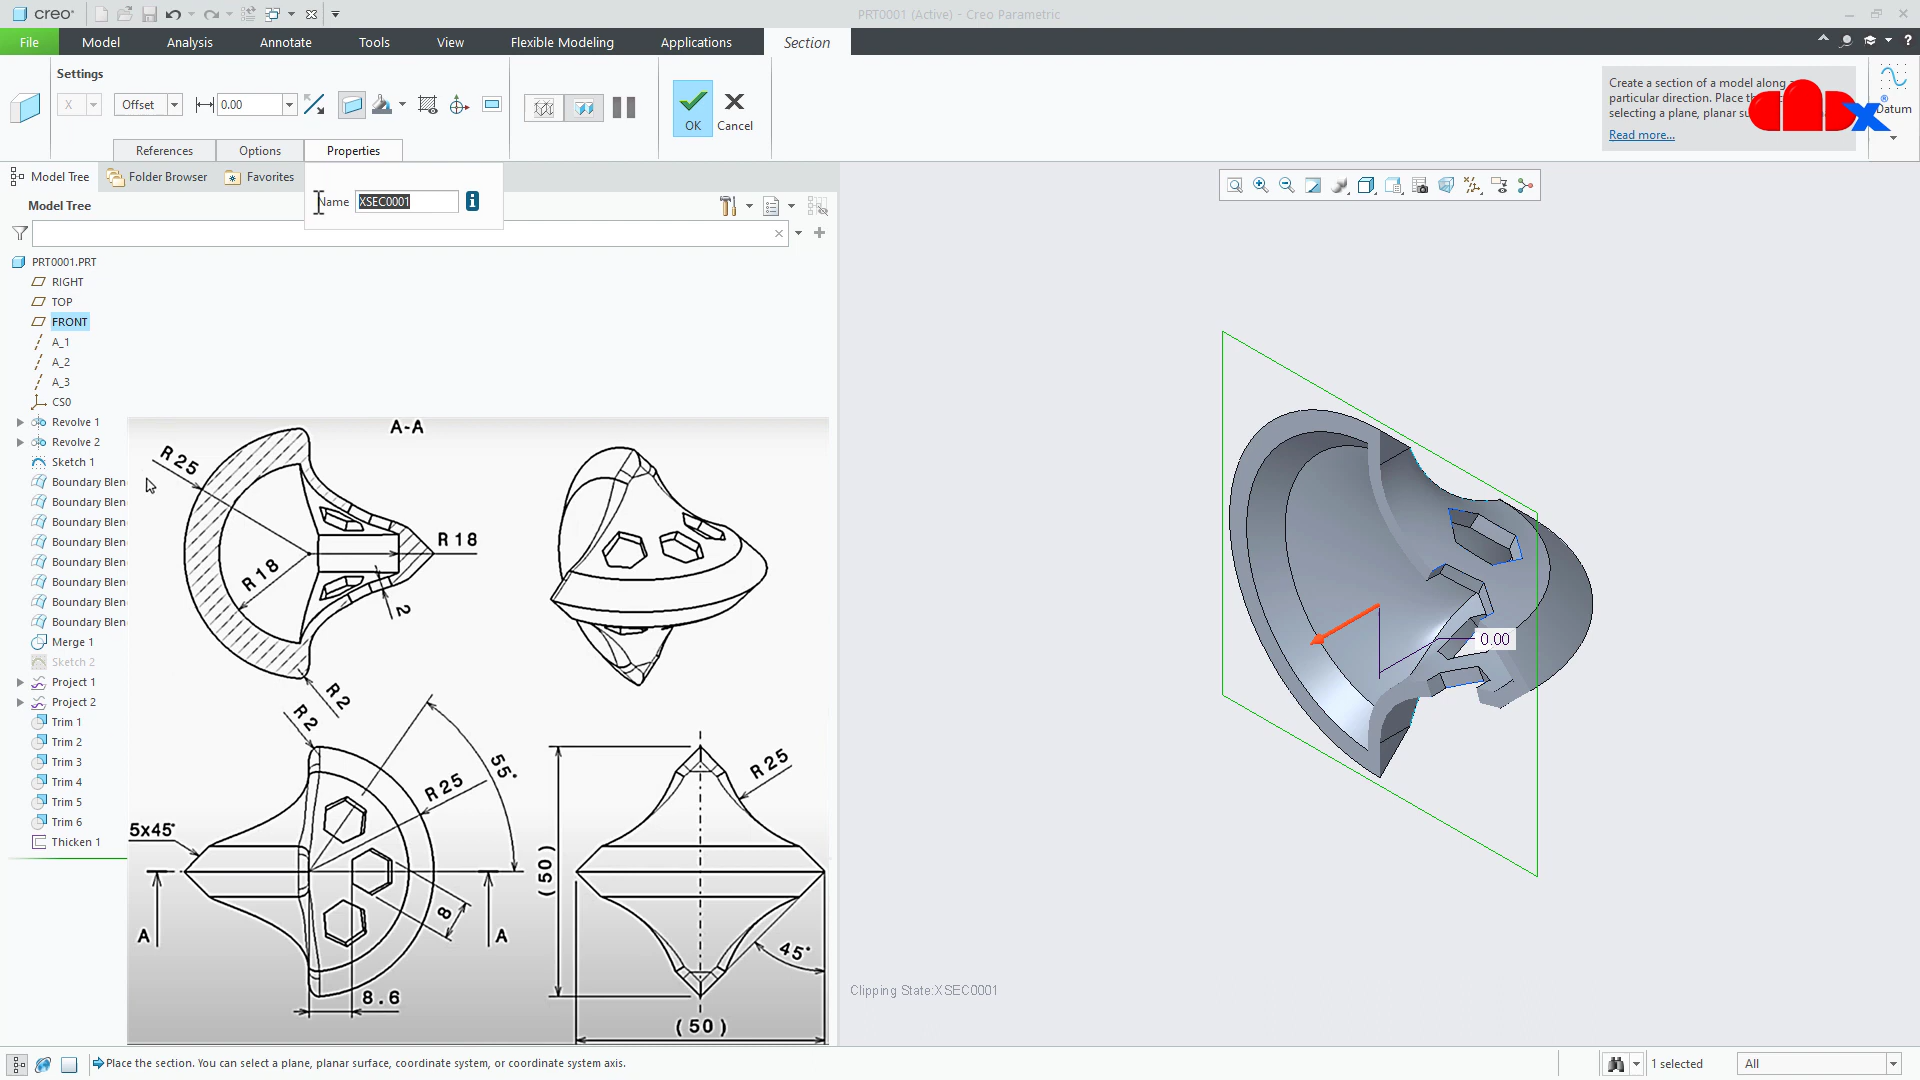 creo
PRT0001 (Active) - Creo Parametric
File
Model
Analysis
Annotate
Tools
View
Flexible Modeling
Applications
Section
Settings
X
Offset
0.00
OK
Cancel
References
Options
Properties
Create a section of a model along a
particular direction. Place th
selecting a plane, planar su
Read more...
x
Datum
Model Tree
Folder Browser
Favorites
Name
XSEC0001
Model Tree
PRT0001.PRT
RIGHT
TOP
FRONT
A_1
A_2
A_3
CS0
Revolve 1
Revolve 2
Sketch 1
Boundary Blen
Boundary Blen
Boundary Blen
Boundary Blen
Boundary Blen
Boundary Blen
Boundary Blen
Boundary Blen
Merge 1
Sketch 2
Project 1
Project 2
Trim 1
Trim 2
Trim 3
Trim 4
Trim 5
Trim 6
Thicken 1
A-A
R25
R18
R18
2
R2
R2
55°
R25
5x45°
8
A
A
8.6
R25
(50)
45°
(50)
0.00
Clipping State:XSEC0001
Place the section. You can select a plane, planar surface, coordinate system, or coordinate system axis.
1 selected
All